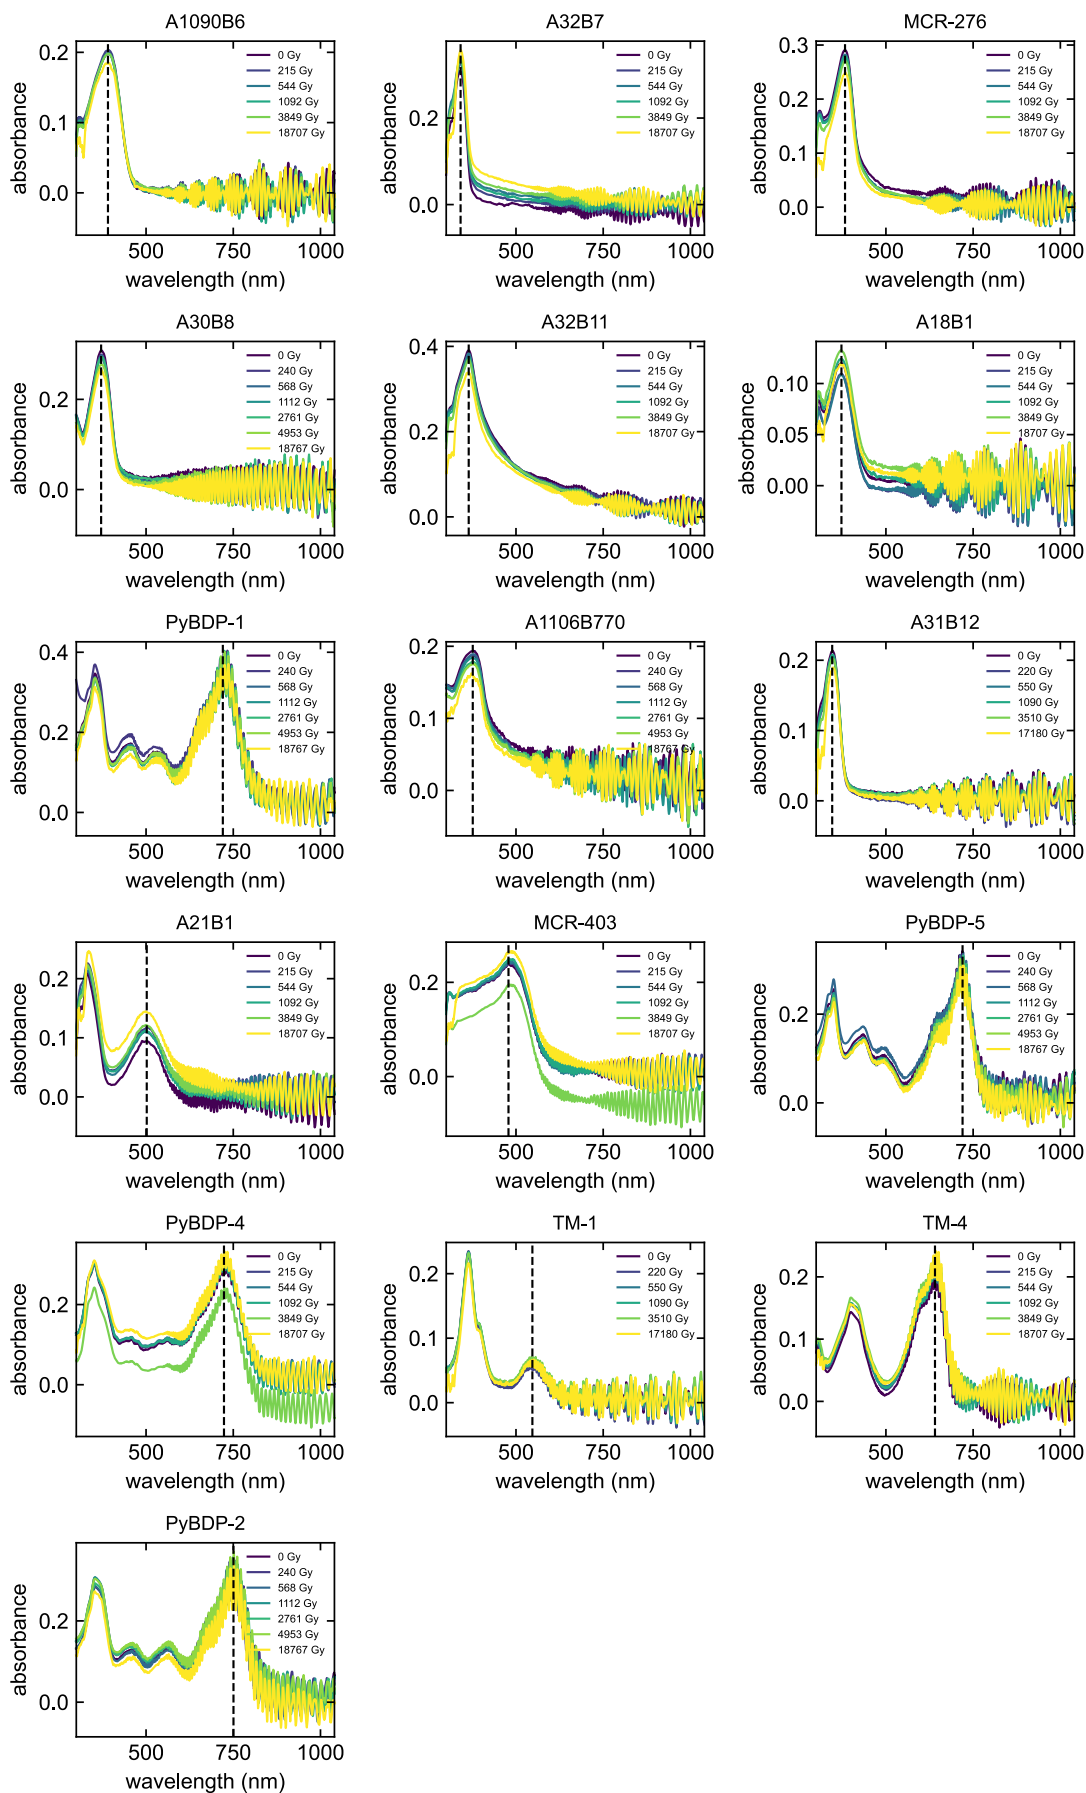 A1090B6
absorbance
0.2
0.1
0.0
0 Gy
215 Gy
544 Gy
1092 Gy
3849 Gy
18707 Gy
500
750
1000
wavelength (nm)
A32B7
absorbance
0.2
0.0
0 Gy
215 Gy
544 Gy
1092 Gy
3849 Gy
18707 Gy
500
750
1000
wavelength (nm)
MCR-276
absorbance
0.3
0.2
0.1
0.0
0 Gy
215 Gy
544 Gy
1092 Gy
3849 Gy
18707 Gy
500
750
1000
wavelength (nm)
A30B8
absorbance
0.2
0.0
0 Gy
240 Gy
568 Gy
1112 Gy
2761 Gy
4953 Gy
18767 Gy
500
750
1000
wavelength (nm)
A32B11
absorbance
0.4
0.2
0.0
0 Gy
215 Gy
544 Gy
1092 Gy
3849 Gy
18707 Gy
500
750
1000
wavelength (nm)
A18B1
absorbance
0.10
0.05
0.00
0 Gy
215 Gy
544 Gy
1092 Gy
3849 Gy
18707 Gy
500
750
1000
wavelength (nm)
PyBDP-1
absorbance
0.4
0.2
0.0
0 Gy
240 Gy
568 Gy
1112 Gy
2761 Gy
4953 Gy
18767 Gy
500
750
1000
wavelength (nm)
A1106B770
absorbance
0.2
0.1
0.0
0 Gy
240 Gy
568 Gy
1112 Gy
2761 Gy
4953 Gy
18767 Gy
500
750
1000
wavelength (nm)
A31B12
absorbance
0.2
0.1
0.0
0 Gy
220 Gy
550 Gy
1090 Gy
3510 Gy
17180 Gy
500
750
1000
wavelength (nm)
A21B1
absorbance
0.2
0.1
0.0
0 Gy
215 Gy
544 Gy
1092 Gy
3849 Gy
18707 Gy
500
750
1000
wavelength (nm)
MCR-403
absorbance
0.2
0.0
0 Gy
215 Gy
544 Gy
1092 Gy
3849 Gy
18707 Gy
500
750
1000
wavelength (nm)
PyBDP-5
absorbance
0.2
0.0
0 Gy
240 Gy
568 Gy
1112 Gy
2761 Gy
4953 Gy
18767 Gy
500
750
1000
wavelength (nm)
PyBDP-4
absorbance
0.2
0.0
0 Gy
215 Gy
544 Gy
1092 Gy
3849 Gy
18707 Gy
500
750
1000
wavelength (nm)
TM-1
absorbance
0.2
0.1
0.0
0 Gy
220 Gy
550 Gy
1090 Gy
3510 Gy
17180 Gy
500
750
1000
wavelength (nm)
TM-4
absorbance
0.2
0.1
0.0
0 Gy
215 Gy
544 Gy
1092 Gy
3849 Gy
18707 Gy
500
750
1000
wavelength (nm)
PyBDP-2
absorbance
0.2
0.0
0 Gy
240 Gy
568 Gy
1112 Gy
2761 Gy
4953 Gy
18767 Gy
500
750
1000
wavelength (nm)